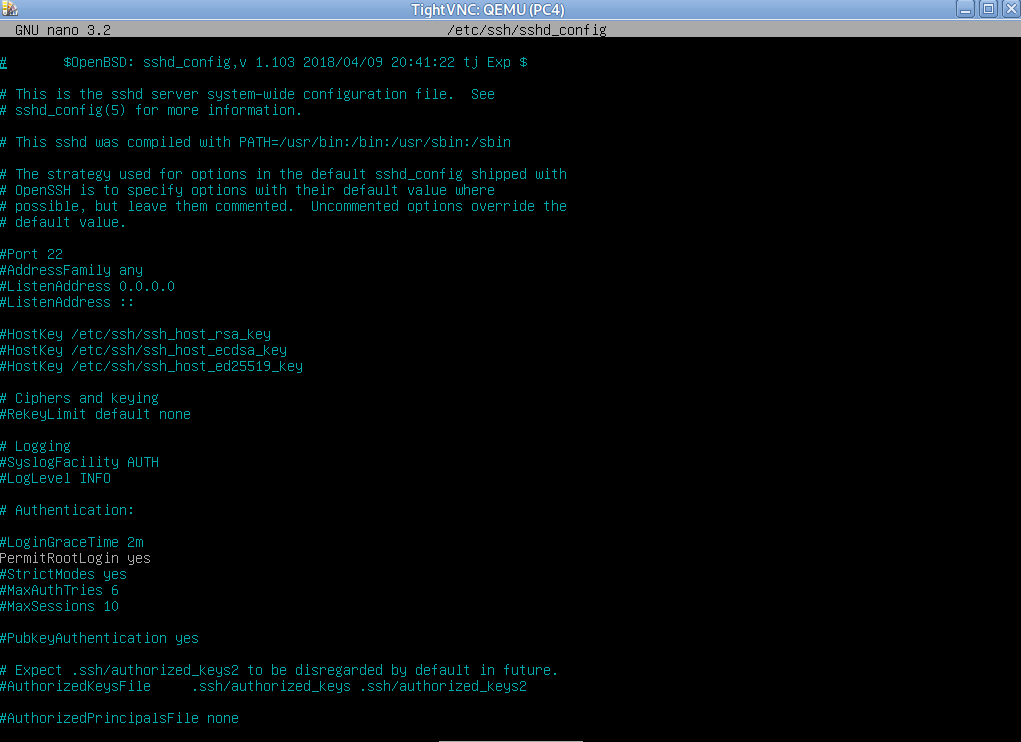 TightVNC: QEMU (PC4)
GNU nano 3.2 /etc/ssh/sshd_config
# $OpenBSD: sshd_config,v 1.103 2018/04/09 20:41:22 tj Exp $
# This is the sshd server system-wide configuration file.  See
# sshd_config(5) for more information.
# This sshd was compiled with PATH=/usr/bin:/bin:/usr/sbin:/sbin
# The strategy used for options in the default sshd_config shipped with
# OpenSSH is to specify options with their default value where
# possible, but leave them commented.  Uncommented options override the
# default value.
#Port 22
#AddressFamily any
#ListenAddress 0.0.0.0
#ListenAddress ::
#HostKey /etc/ssh/ssh_host_rsa_key
#HostKey /etc/ssh/ssh_host_ecdsa_key
#HostKey /etc/ssh/ssh_host_ed25519_key
# Ciphers and keying
#RekeyLimit default none
# Logging
#SyslogFacility AUTH
#LogLevel INFO
# Authentication:
#LoginGraceTime 2m
PermitRootLogin yes
#StrictModes yes
#MaxAuthTries 6
#MaxSessions 10
#PubkeyAuthentication yes
# Expect .ssh/authorized_keys2 to be disregarded by default in future.
#AuthorizedKeysFile .ssh/authorized_keys .ssh/authorized_keys2
#AuthorizedPrincipalsFile none